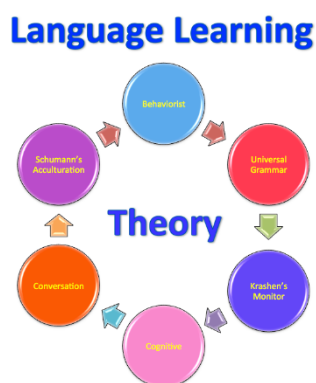 Language Learning
Behaviorist
Universal
Grammar
Krashen's
Monitor
Cognitive
Conversation
Schumann's
Acculturation
Theory